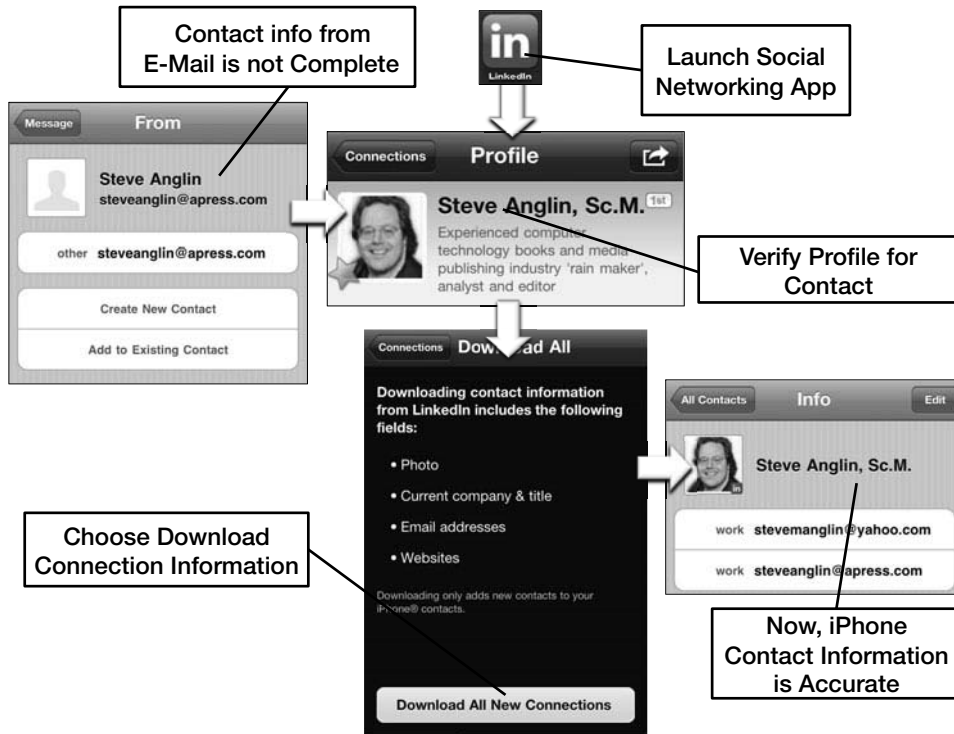 Contact info from
E-Mail is not Complete
in
LinkedIn
Launch Social
Networking App
Message
From
Steve Anglin
steveanglin@apress.com
other steveanglin@apress.com
Create New Contact
Add to Existing Contact
Connections
Profile
Steve Anglin, Sc.M.
1st
Experienced computer
technology books and media
publishing industry 'rain maker',
analyst and editor
Verify Profile for
Contact
Connections
Download All
Downloading contact information
from LinkedIn includes the following
fields:
• Photo
• Current company & title
• Email addresses
• Websites
Downloading only adds new contacts to your
iPhone® contacts.
Download All New Connections
Choose Download
Connection Information
All Contacts
Info
Edit
in
Steve Anglin, Sc.M.
work stevemanglin@yahoo.com
work steveanglin@apress.com
Now, iPhone
Contact Information
is Accurate